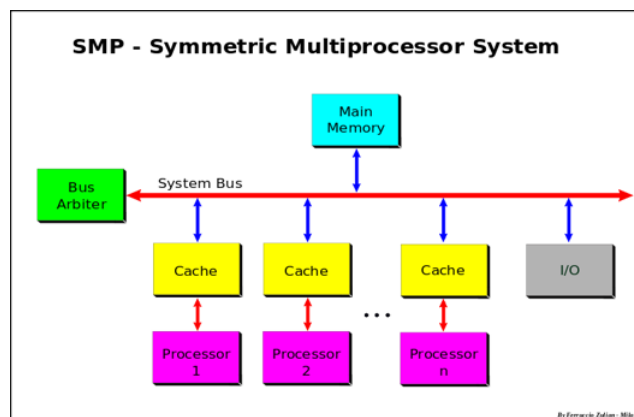 SMP - Symmetric Multiprocessor System
Main
Memory
System Bus
Bus
Arbiter
Cache
Cache
Cache
I/O
...
Processor
1
Processor
2
Processor
n